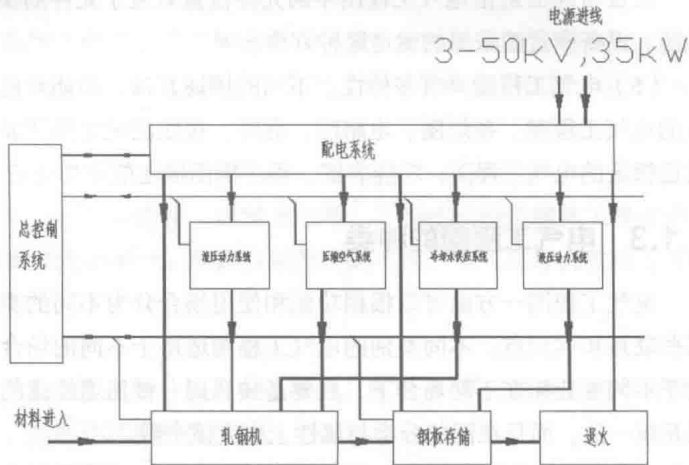 电源进线
3-50KV,35KW
配电系统
总控制
系统
液压动力系统
压缩空气系统
冷却水供应系统
液压动力系统
材料进入
轧钢机
钢板存储
退火